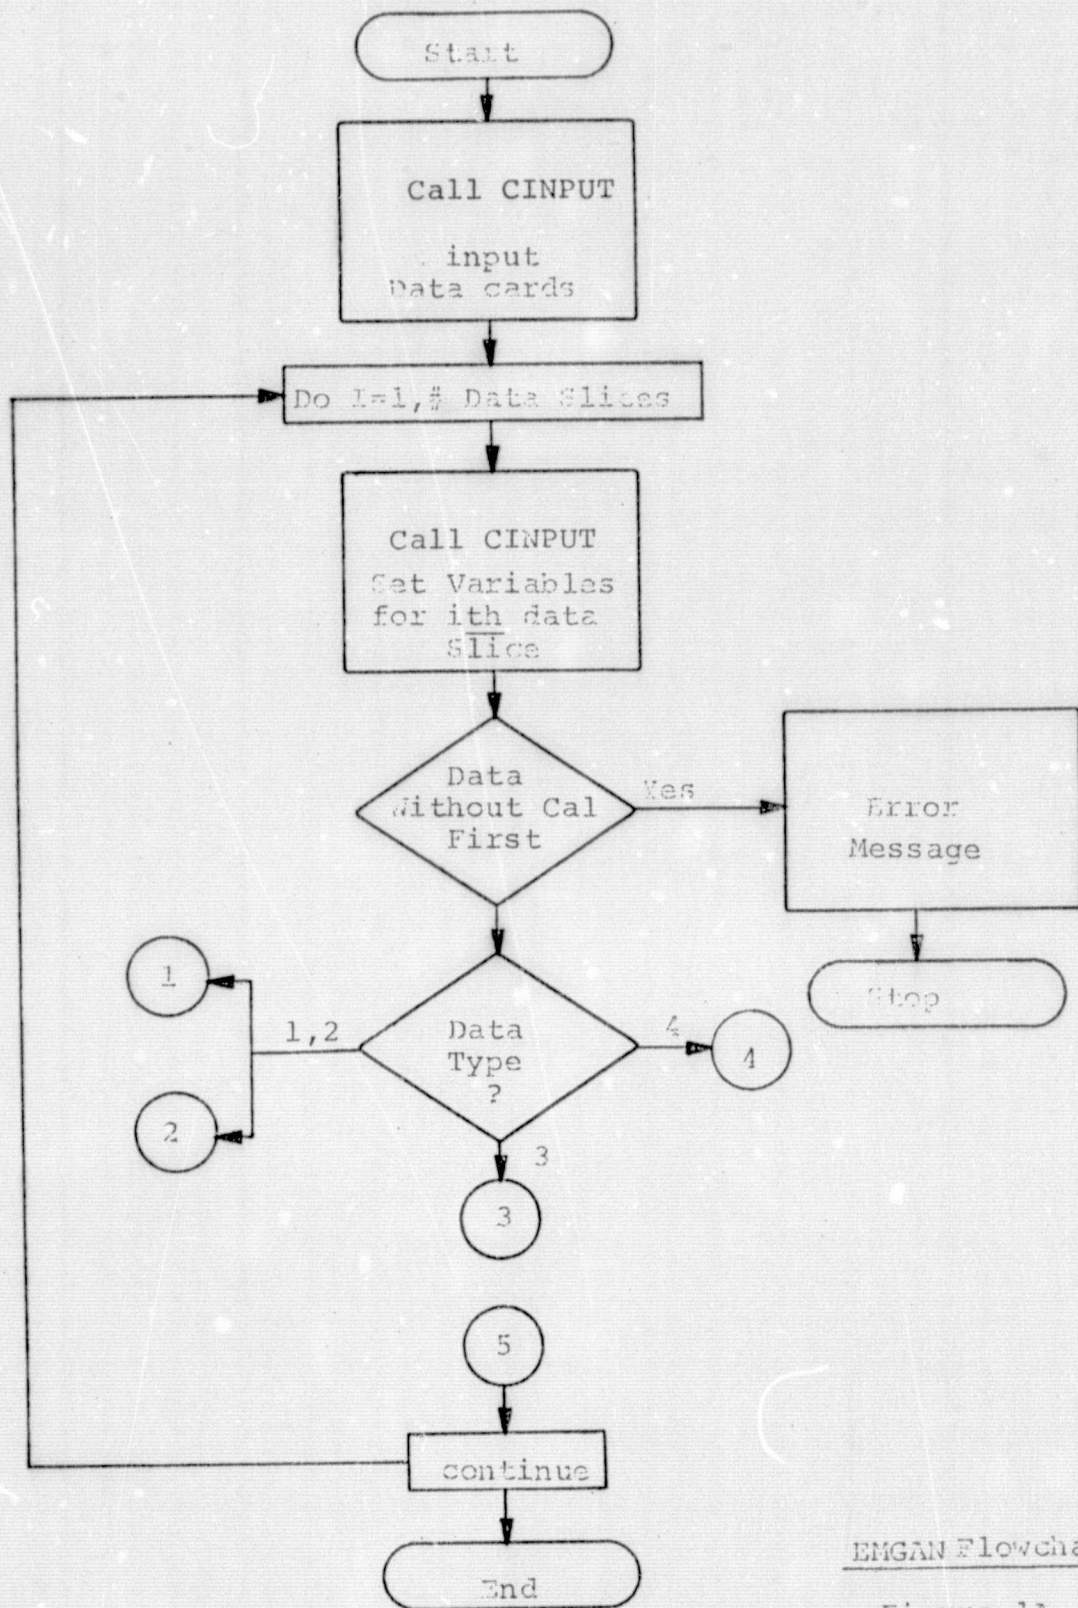 Start
Call CINPUT
input
Data cards
Do I=1,# Data Slices
Call CINPUT
Set Variables
for ith data
Slice
Data
Without Cal
First
Yes
Error
Message
Stop
1
1,2
Data
Type
?
4
4
2
3
3
5
continue
End
EMGAN Flowcha